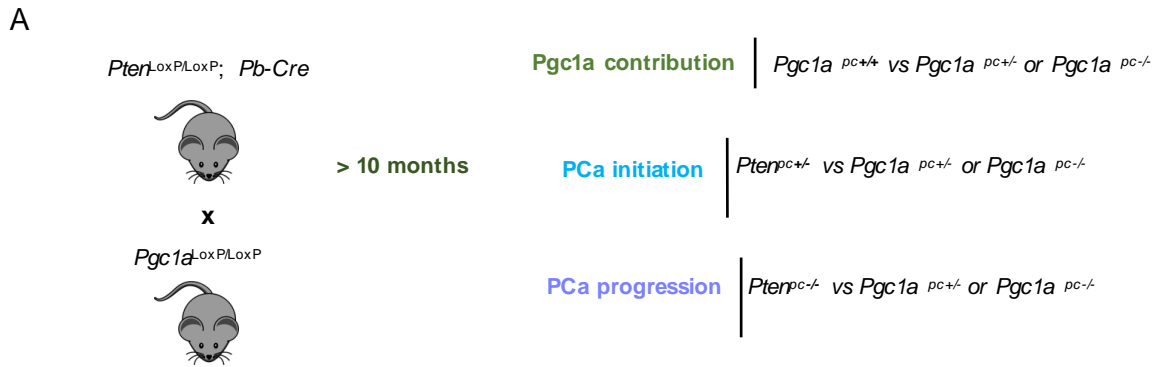 A
Pten LoxP/LoxP; Pb-Cre
x
Pgc1a LoxP/LoxP
> 10 months
Pgc1a contribution | Pgc1a pc+/+ vs Pgc1a pc+/- or Pgc1a pc-/-
PCa initiation | Pten pc+/- vs Pgc1a pc+/- or Pgc1a pc-/-
PCa progression | Pten pc-/- vs Pgc1a pc+/- or Pgc1a pc-/-